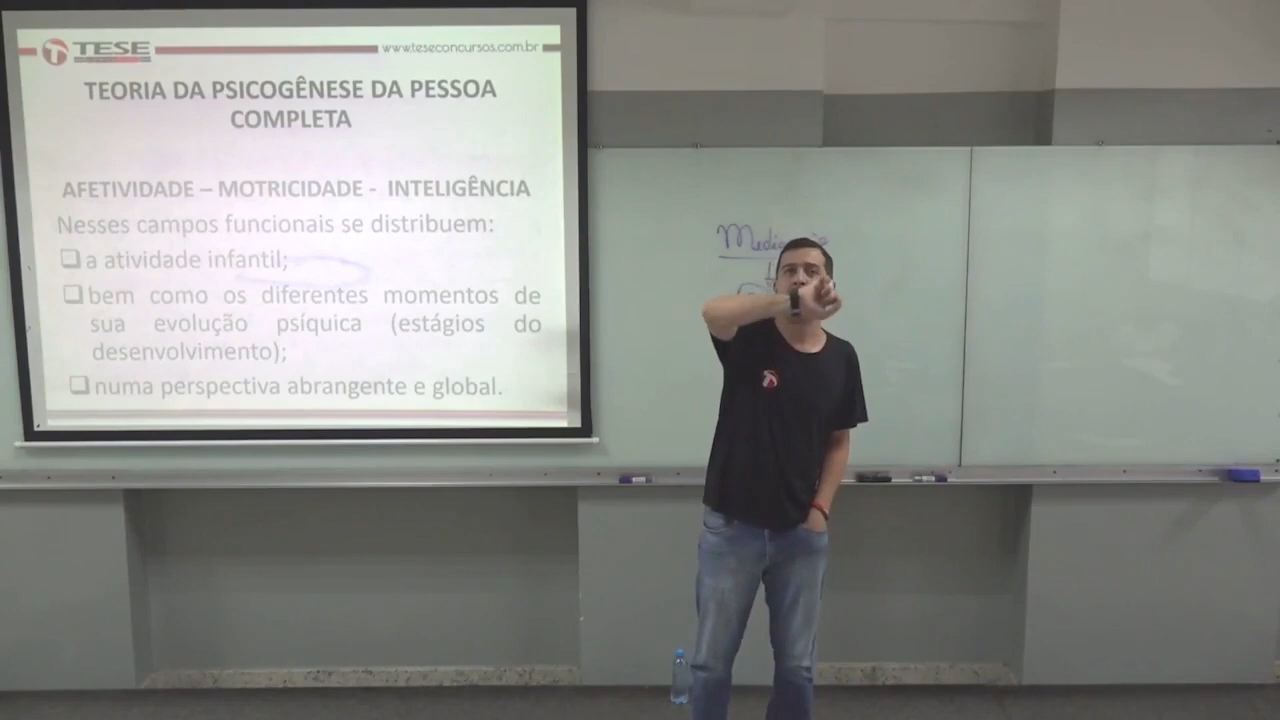 TESE
www.teseconcursos.com.br
TEORIA DA PSICOGÊNESE DA PESSOA
COMPLETA
AFETIVIDADE – MOTRICIDADE - INTELIGÊNCIA
Nesses campos funcionais se distribuem:
a atividade infantil;
bem como os diferentes momentos de
sua evolução psíquica (estágios do
desenvolvimento);
numa perspectiva abrangente e global.